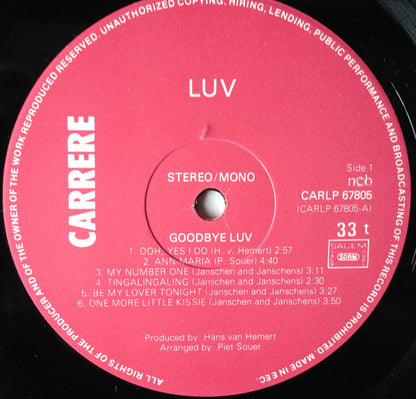 ALL RIGHTS OF THE PRODUCER AND OF THE OWNER OF THE WORK REPRODUCED RESERVED. UNAUTHORIZED COPYING, HIRING, LENDING, PUBLIC PERFORMANCE AND BROADCASTING OF THIS RECORD IS PROHIBITED. MADE IN EEC.
LUV
CARRERE
STEREO/MONO
Side 1
ncb
CARLP 67805
(CARLP 67805-A)
33 t
SACEM
SDRM
GOODBYE LUV
1. OOH, YES I DO (H. v. Hemert) 2:57
2. ANN-MARIA (P. Souer) 4:40
3. MY NUMBER ONE (Janschen and Janschens) 3:11
4. TINGALINGALING (Janschen and Janschens) 2:30
5. BE MY LOVER TONIGHT (Janschen and Janschens) 3:27
6. ONE MORE LITTLE KISSIE (Janschen and Janschens) 3:50
Produced by: Hans van Hemert
Arranged by: Piet Souer